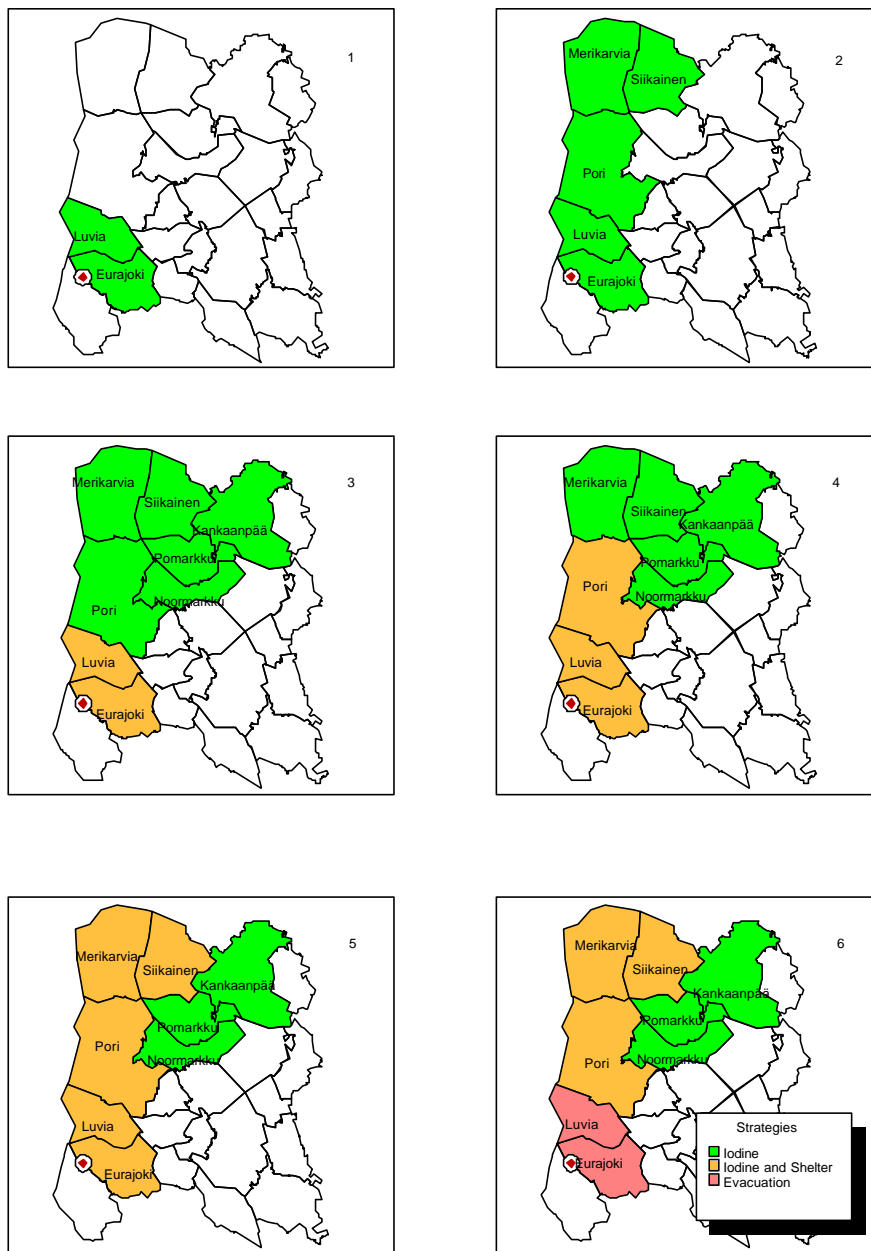 1
Luvia
Eurajoki
2
Merikarvia
Siikainen
Pori
Luvia
Eurajoki
3
Merikarvia
Siikainen
Kankaanpää
Pomarkku
Noormarkku
Pori
Luvia
Eurajoki
4
Merikarvia
Siikainen
Kankaanpää
Pomarkku
Noormarkku
Pori
Luvia
Eurajoki
5
Merikarvia
Siikainen
Kankaanpää
Pomarkku
Pori
Noormarkku
Luvia
Eurajoki
6
Merikarvia
Siikainen
Kankaanpää
Pomarkku
Pori
Noormarkku
Luvia
Eurajoki
Strategies
Iodine
Iodine and Shelter
Evacuation